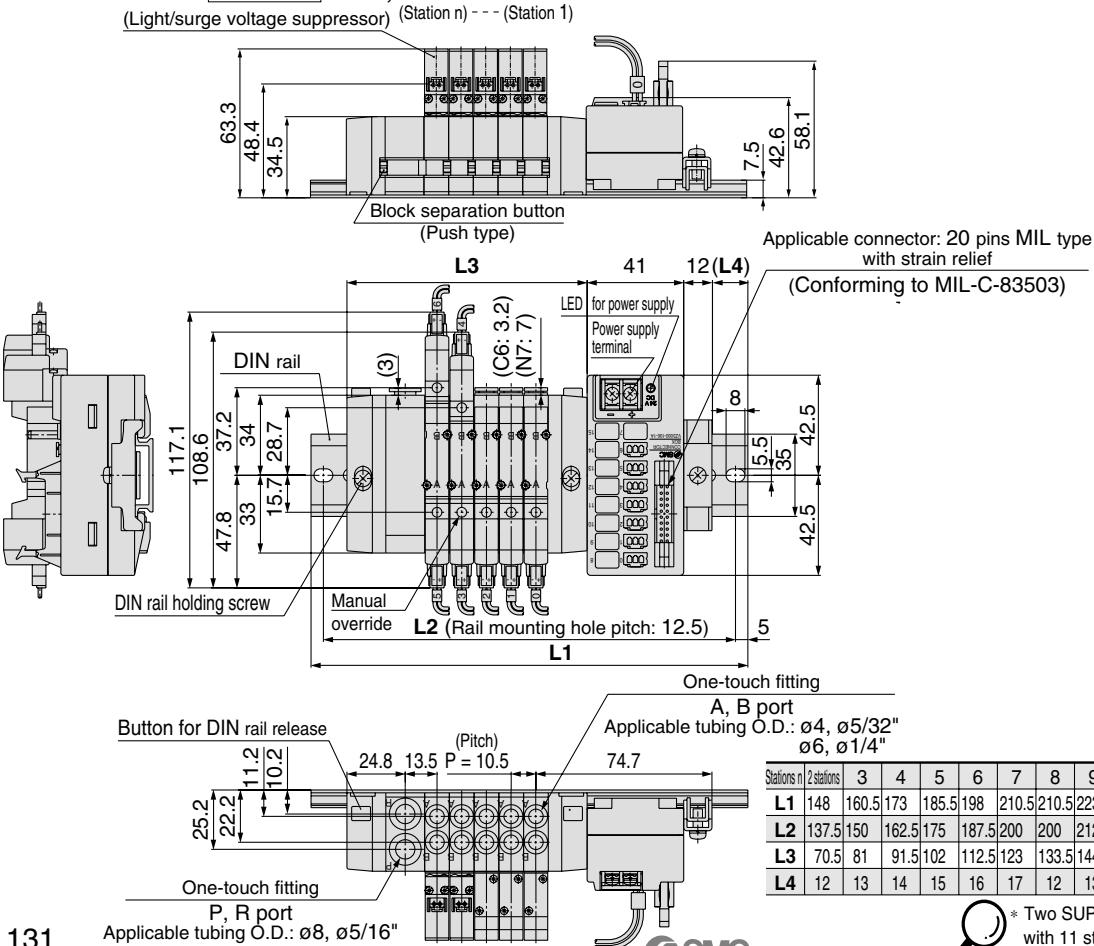 (Light/surge voltage suppressor)
(Station n) - - - (Station 1)
63.3
48.4
34.5
7.5
42.6
58.1
Block separation button
(Push type)
Applicable connector: 20 pins MIL type
with strain relief
(Conforming to MIL-C-83503)
L3
41
12
(L4)
LED for power supply
Power supply
terminal
DIN rail
(3)
(C6: 3.2)
(N7: 7)
117.1
108.6
37.2
34
28.7
15.7
33
47.8
8
5.5
35
42.5
42.5
DIN rail holding screw
Manual
override
L2 (Rail mounting hole pitch: 12.5)
5
L1
One-touch fitting
A, B port
Applicable tubing O.D.: ø4, ø5/32"
ø6, ø1/4"
Button for DIN rail release
(Pitch)
24.8
13.5
P = 10.5
74.7
11.2
10.2
25.2
22.2
One-touch fitting
P, R port
Applicable tubing O.D.: ø8, ø5/16"
Stations n 2 stations 3 4 5 6 7 8 9
L1 148 160.5 173 185.5 198 210.5 210.5 223
L2 137.5 150 162.5 175 187.5 200 200 212
L3 70.5 81 91.5 102 112.5 123 133.5 144
L4 12 13 14 15 16 17 12 13
* Two SUP
with 11 st
131
SMC